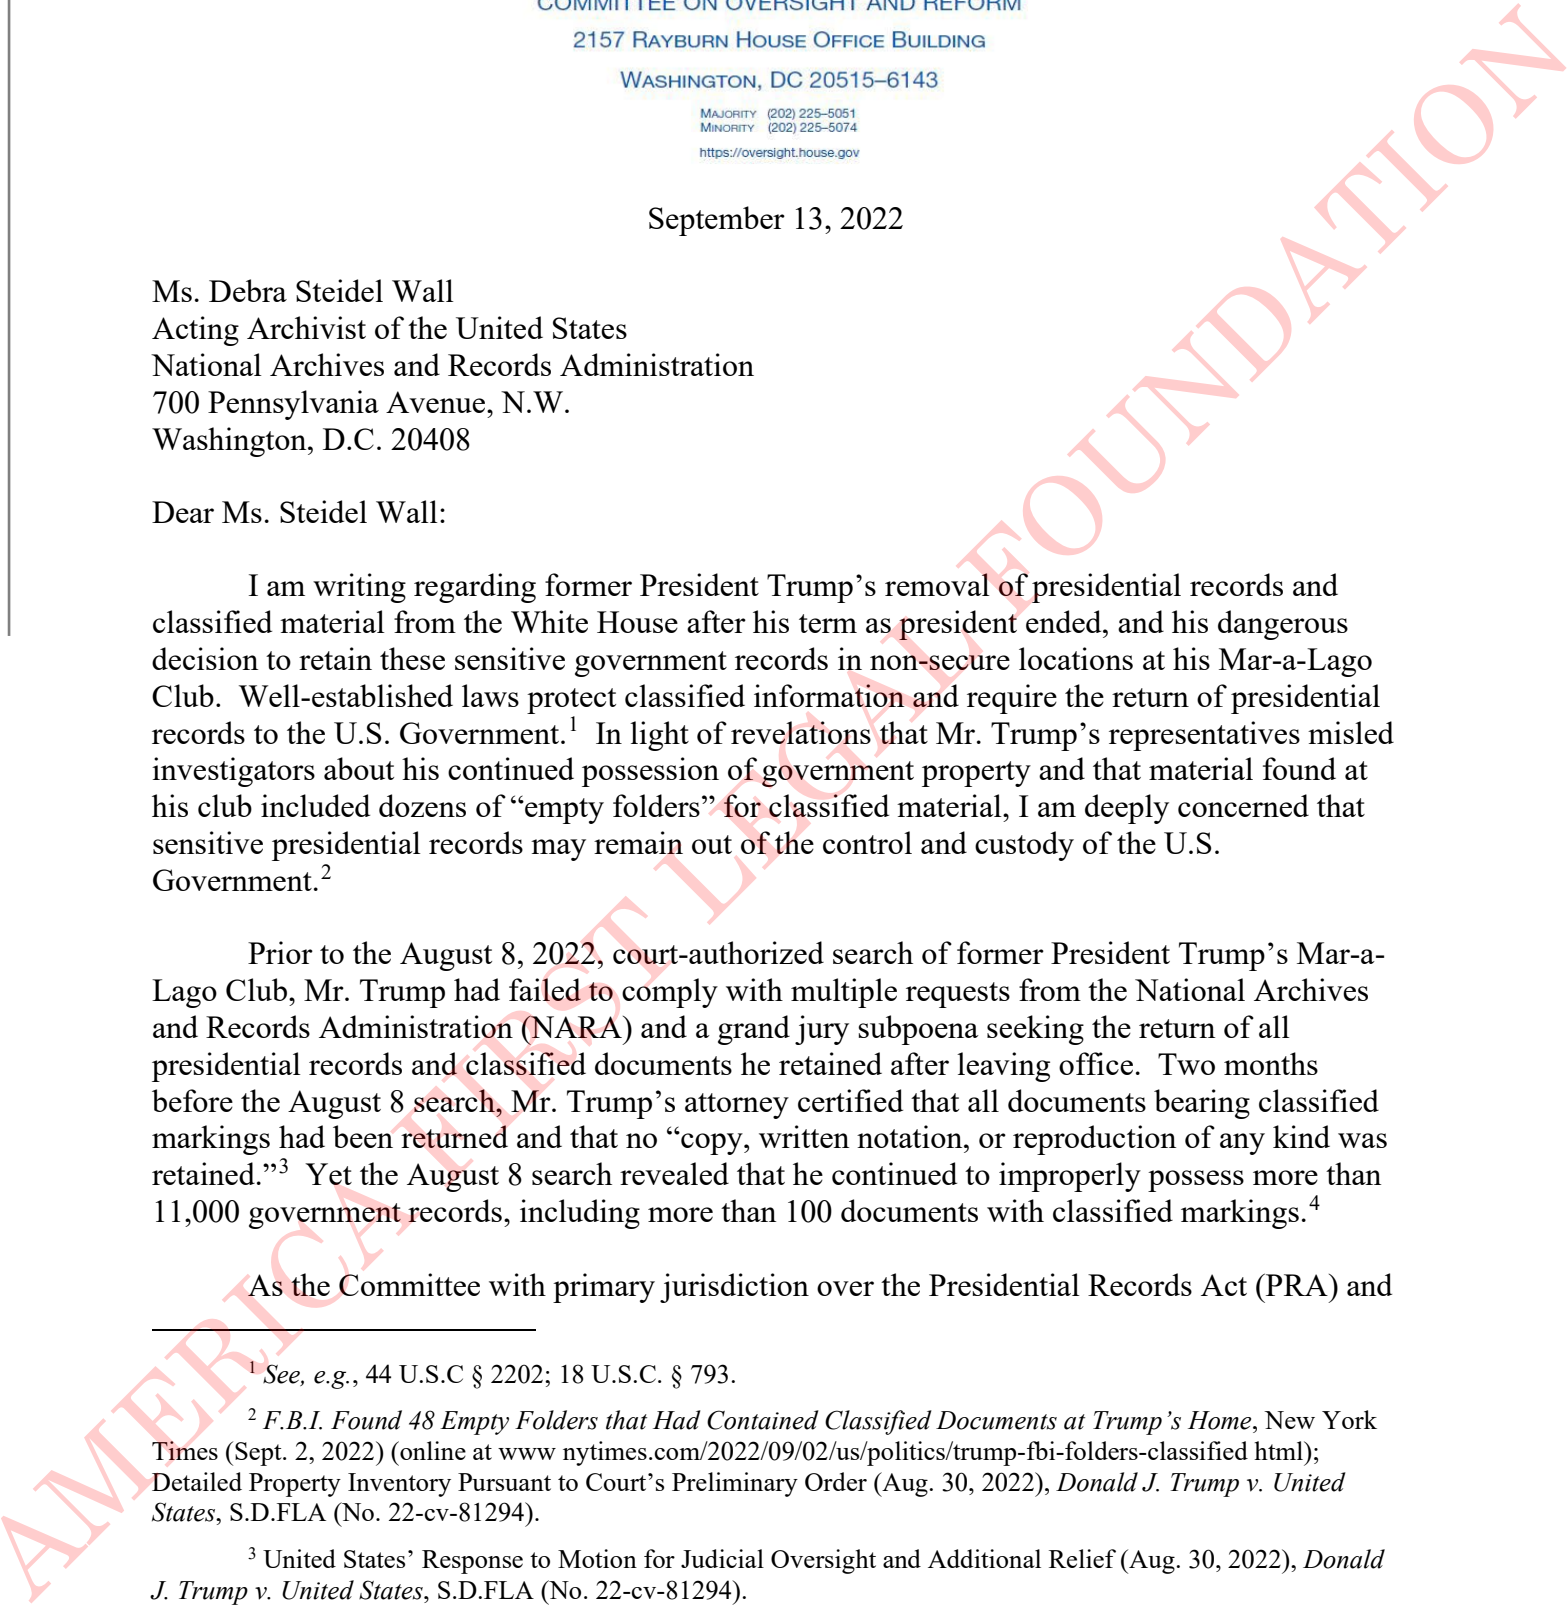 COMMITTEE ON OVERSIGHT AND REFORM
2157 RAYBURN HOUSE OFFICE BUILDING
WASHINGTON, DC 20515–6143
MAJORITY (202) 225–5051
MINORITY (202) 225–5074
https://oversight.house.gov
September 13, 2022
Ms. Debra Steidel Wall
Acting Archivist of the United States
National Archives and Records Administration
700 Pennsylvania Avenue, N.W.
Washington, D.C. 20408
Dear Ms. Steidel Wall:
I am writing regarding former President Trump’s removal of presidential records and
classified material from the White House after his term as president ended, and his dangerous
decision to retain these sensitive government records in non-secure locations at his Mar-a-Lago
Club. Well-established laws protect classified information and require the return of presidential
records to the U.S. Government.1 In light of revelations that Mr. Trump’s representatives misled
investigators about his continued possession of government property and that material found at
his club included dozens of “empty folders” for classified material, I am deeply concerned that
sensitive presidential records may remain out of the control and custody of the U.S.
Government.2
Prior to the August 8, 2022, court-authorized search of former President Trump’s Mar-a-
Lago Club, Mr. Trump had failed to comply with multiple requests from the National Archives
and Records Administration (NARA) and a grand jury subpoena seeking the return of all
presidential records and classified documents he retained after leaving office. Two months
before the August 8 search, Mr. Trump’s attorney certified that all documents bearing classified
markings had been returned and that no “copy, written notation, or reproduction of any kind was
retained.”3 Yet the August 8 search revealed that he continued to improperly possess more than
11,000 government records, including more than 100 documents with classified markings.4
As the Committee with primary jurisdiction over the Presidential Records Act (PRA) and
1 See, e.g., 44 U.S.C § 2202; 18 U.S.C. § 793.
2 F.B.I. Found 48 Empty Folders that Had Contained Classified Documents at Trump’s Home, New York
Times (Sept. 2, 2022) (online at www nytimes.com/2022/09/02/us/politics/trump-fbi-folders-classified html);
Detailed Property Inventory Pursuant to Court’s Preliminary Order (Aug. 30, 2022), Donald J. Trump v. United
States, S.D.FLA (No. 22-cv-81294).
3 United States’ Response to Motion for Judicial Oversight and Additional Relief (Aug. 30, 2022), Donald
J. Trump v. United States, S.D.FLA (No. 22-cv-81294).
AMERICA FIRST LEGAL FOUNDATION